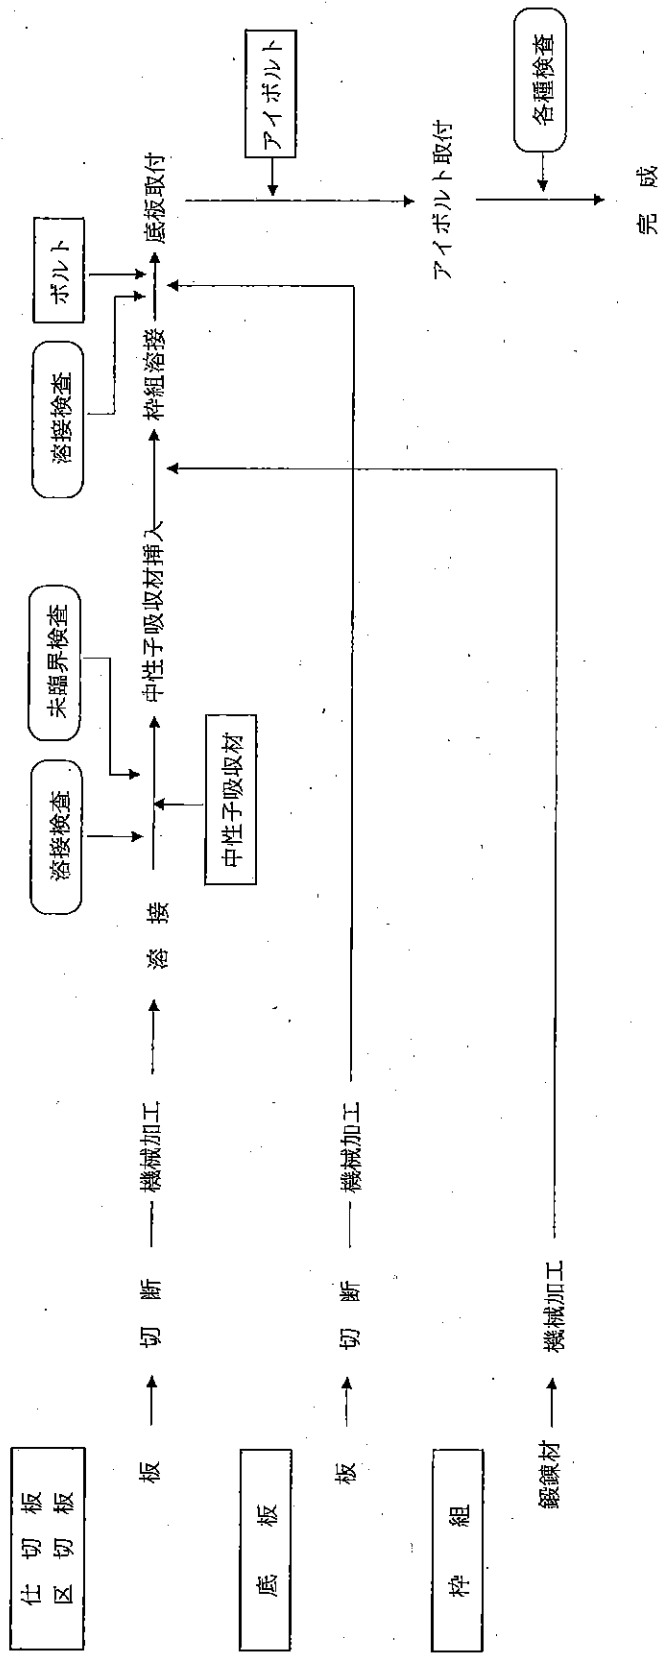 仕切板
区切板
板
切断
機械加工
溶接
溶接検査
未臨界検査
中性子吸収材
中性子吸収材挿入
枠組溶接
溶接検査
ボルト
底板取付
アイボルト
アイボルト取付
各種検査
完成
底板
板
切断
機械加工
枠組
鍛錬材
機械加工